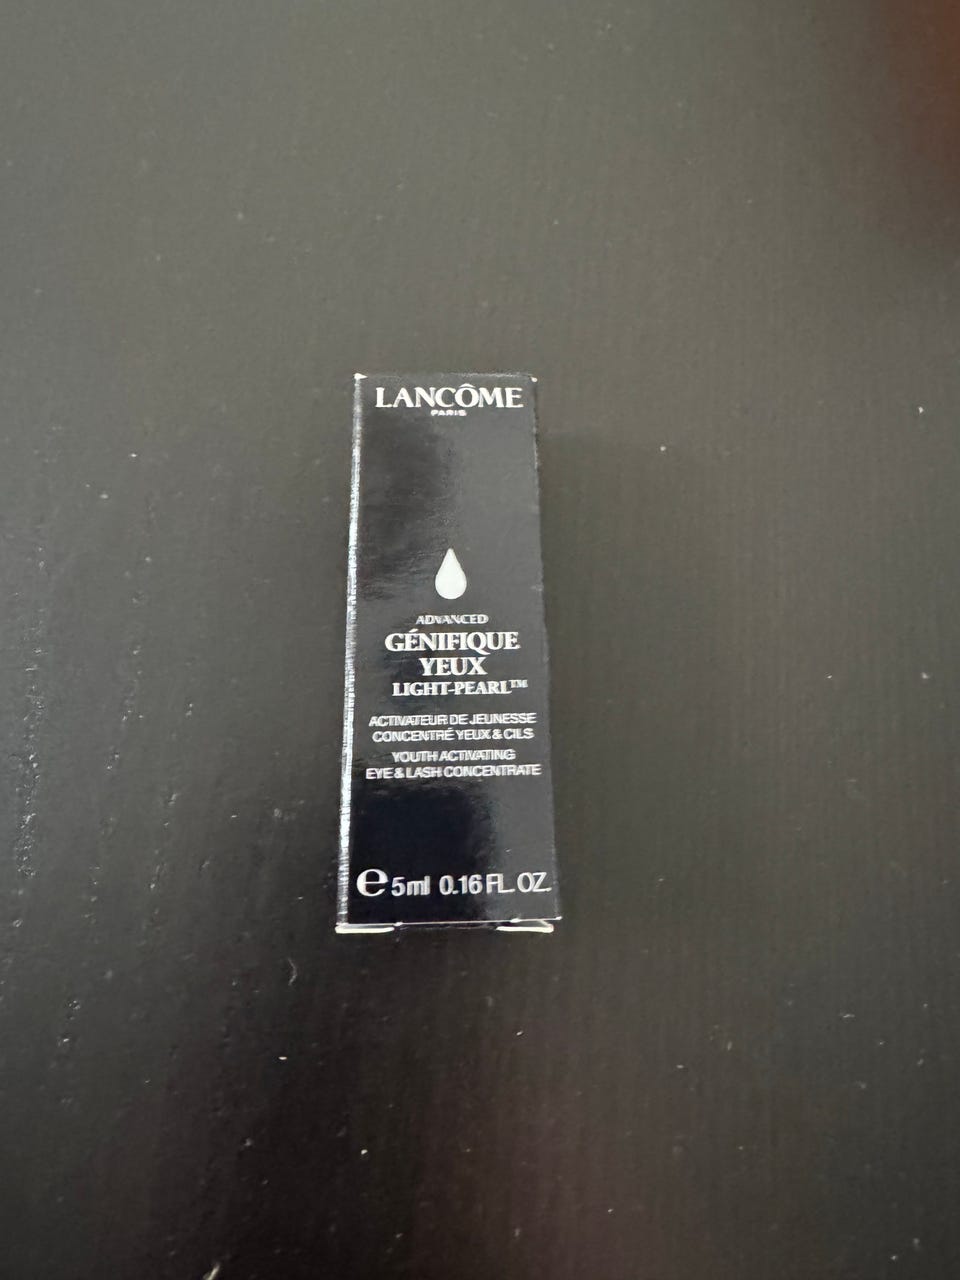 LANCÔME
PARIS
ADVANCED
GÉNIFIQUE
YEUX
LIGHT-PEARL™
ACTIVATEUR DE JEUNESSE
CONCENTRÉ YEUX & CILS
YOUTH ACTIVATING
EYE & LASH CONCENTRATE
℮ 5ml 0.16 FL. OZ.